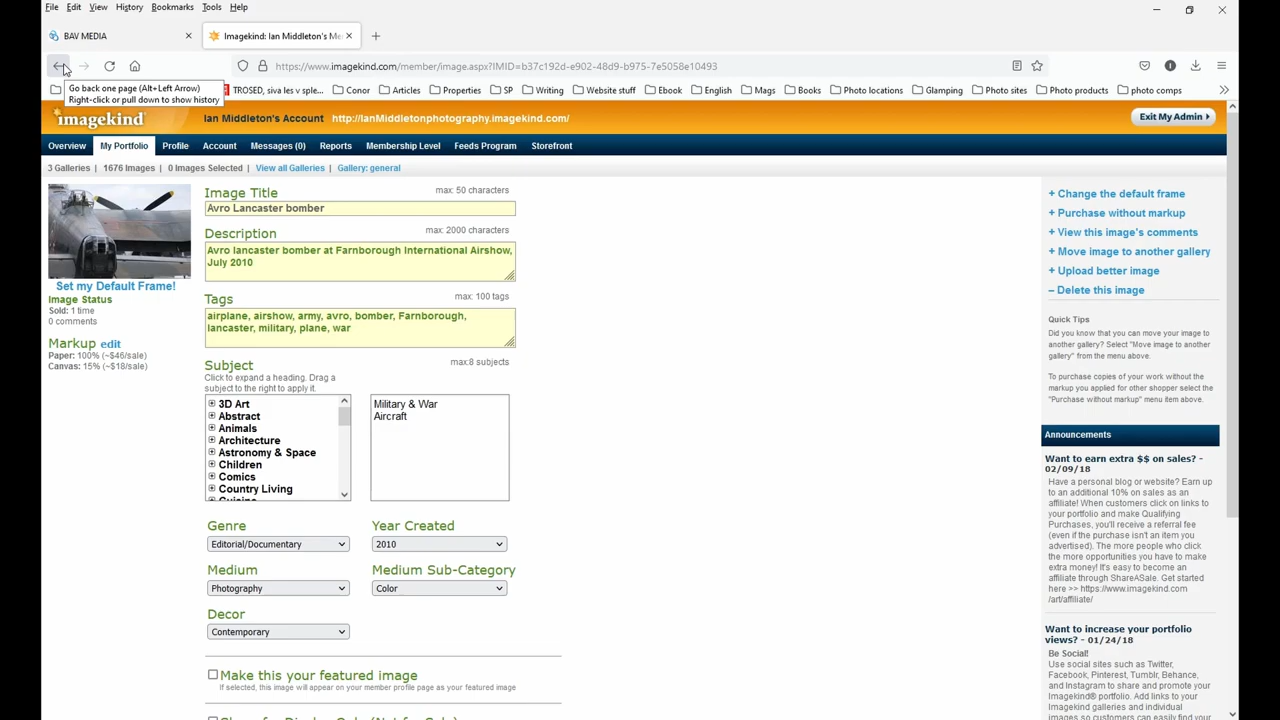 File Edit View History Bookmarks Tools Help
BAV MEDIA
Imagekind: Ian Middleton's Me
https://www.imagekind.com/member/image.aspx?IMID=b37c192d-e902-48d9-b975-7e5058e10493
Go back one page (Alt+Left Arrow)
Right-click or pull down to show history
TROSED, siva les v sple... Conor Articles Properties SP Writing Website stuff Ebook English Mags Books Photo locations Glamping Photo sites Photo products photo comps
imagekind Ian Middleton's Account http://IanMiddletonphotography.imagekind.com/ Exit My Admin
Overview My Portfolio Profile Account Messages (0) Reports Membership Level Feeds Program Storefront
3 Galleries | 1676 Images | 0 Images Selected | View all Galleries | Gallery: general
Set my Default Frame!
Image Status
Sold: 1 time
0 comments
Markup edit
Paper: 100% (~$46/sale)
Canvas: 15% (~$18/sale)
Image Title max: 50 characters
Avro Lancaster bomber
Description max: 2000 characters
Avro lancaster bomber at Farnborough International Airshow,
July 2010
Tags max: 100 tags
airplane, airshow, army, avro, bomber, Farnborough,
lancaster, military, plane, war
Subject max:8 subjects
Click to expand a heading. Drag a
subject to the right to apply it.
3D Art
Abstract
Animals
Architecture
Astronomy & Space
Children
Comics
Country Living
Cuisine
Military & War
Aircraft
Genre Year Created
Editorial/Documentary 2010
Medium Medium Sub-Category
Photography Color
Decor
Contemporary
Make this your featured image
If selected, this image will appear on your member profile page as your featured image
Show for Display Only (Not for Sale)
+ Change the default frame
+ Purchase without markup
+ View this image's comments
+ Move image to another gallery
+ Upload better image
– Delete this image
Quick Tips
Did you know that you can move your image to
another gallery? Select "Move image to another
gallery" from the menu above.
To purchase copies of your work without the
markup you applied for other shopper select the
"Purchase without markup" menu item above.
Announcements
Want to earn extra $$ on sales? -
02/09/18
Have a personal blog or website? Earn up
to an additional 10% on sales as an
affiliate! When customers click on links to
your portfolio and make Qualifying
Purchases, you'll receive a referral fee
(even if the purchase isn't an item you
advertised). The more people who click
the more opportunities you have to make
extra money! It's easy to become an
affiliate through ShareASale. Get started
here >> https://www.imagekind.com
/art/affiliate/
Want to increase your portfolio
views? - 01/24/18
Be Social!
Use social sites such as Twitter,
Facebook, Pinterest, Tumblr, Behance,
and Instagram to share and promote your
Imagekind® portfolio. Add links to your
Imagekind galleries and individual
images so customers can easily find your